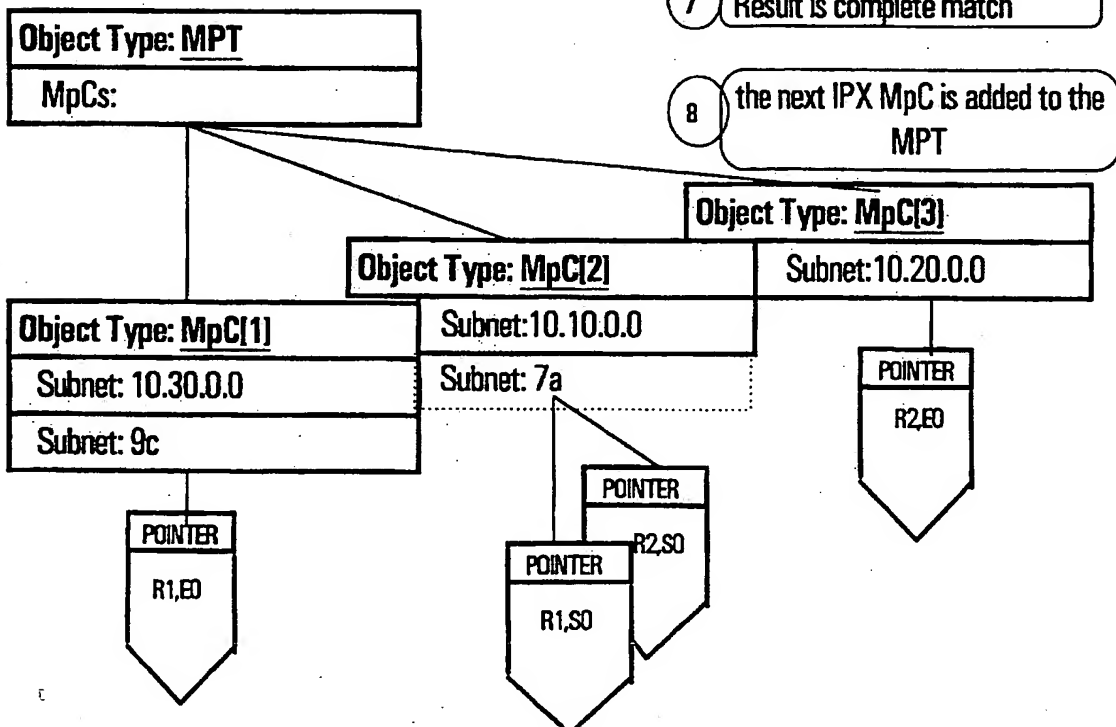 7
Result is complete match
Object Type: MPT
MpCs:
8
the next IPX MpC is added to the
MPT
Object Type: MpC[3]
Subnet:10.20.0.0
Object Type: MpC[2]
Subnet:10.10.0.0
Subnet: 7a
Object Type: MpC[1]
Subnet: 10.30.0.0
Subnet: 9c
POINTER
R2,E0
POINTER
R2,S0
POINTER
R1,S0
POINTER
R1,E0